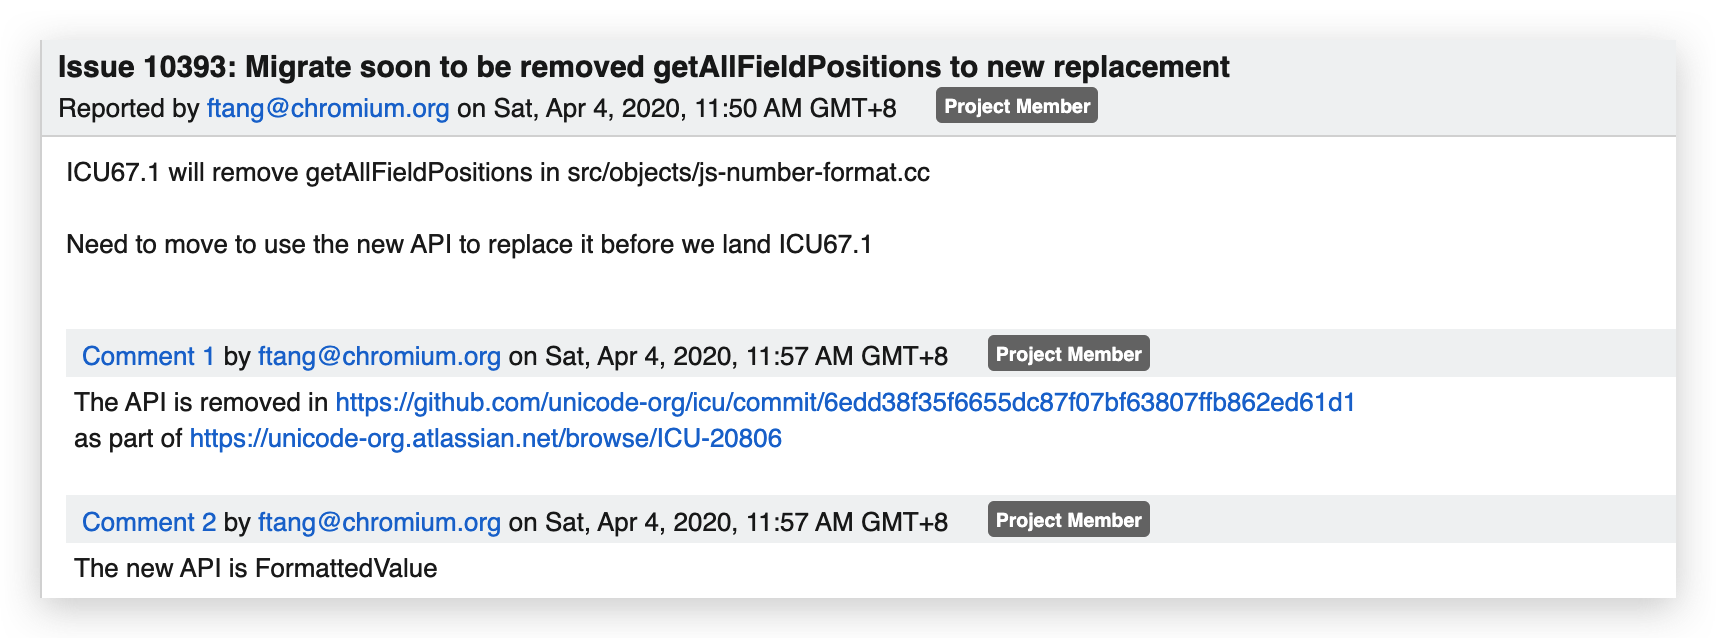 Issue 10393: Migrate soon to be removed getAllFieldPositions to new replacement
Reported by ftang@chromium.org on Sat, Apr 4, 2020, 11:50 AM GMT+8 Project Member
ICU67.1 will remove getAllFieldPositions in src/objects/js-number-format.cc
Need to move to use the new API to replace it before we land ICU67.1
Comment 1 by ftang@chromium.org on Sat, Apr 4, 2020, 11:57 AM GMT+8 Project Member
The API is removed in https://github.com/unicode-org/icu/commit/6edd38f35f6655dc87f07bf63807ffb862ed61d1
as part of https://unicode-org.atlassian.net/browse/ICU-20806
Comment 2 by ftang@chromium.org on Sat, Apr 4, 2020, 11:57 AM GMT+8 Project Member
The new API is FormattedValue